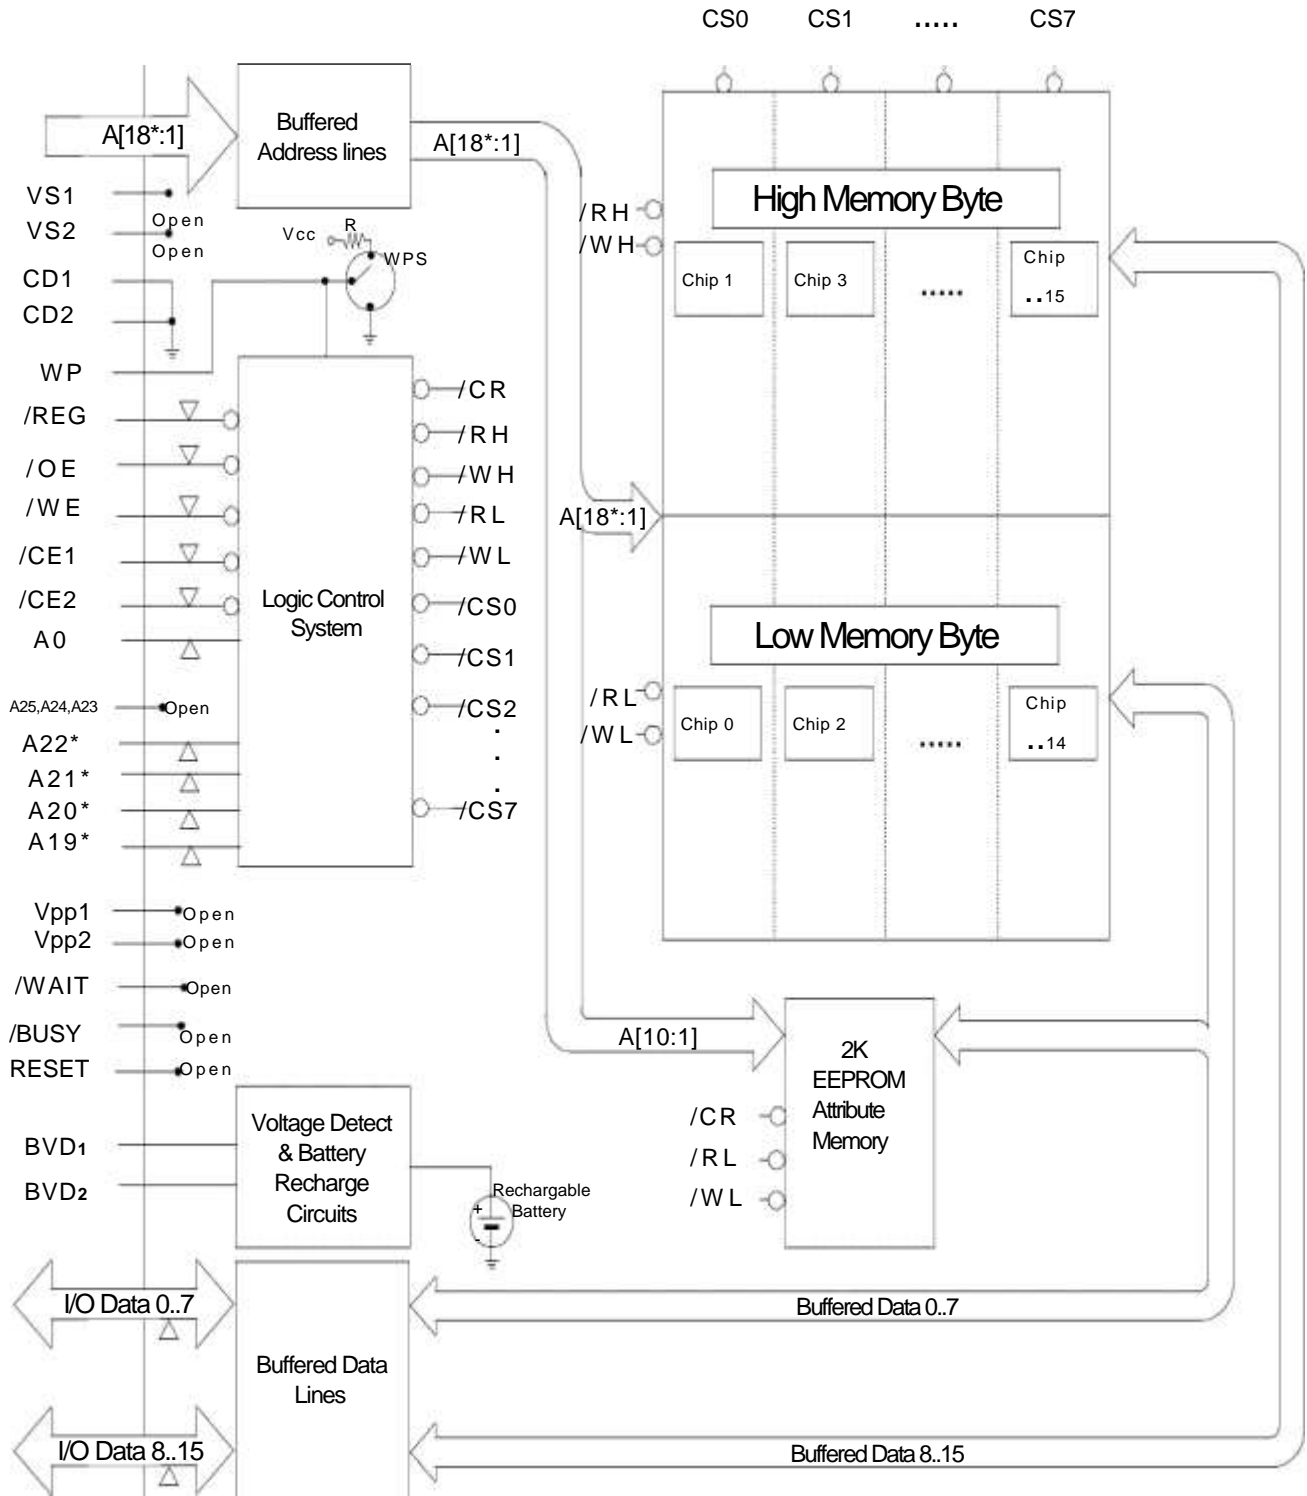 CS0 CS1 ..... CS7
A[18*:1]
Buffered
Address lines
A[18*:1]
VS1
Open
VS2
Open
CD1
CD2
WP
Vcc
R
WPS
/REG
/OE
/WE
/CE1
/CE2
A0
A25,A24,A23
Open
A22*
A21*
A20*
A19*
Logic Control
System
/CR
/RH
/WH
/RL
/WL
/CS0
/CS1
/CS2
.
.
.
/CS7
High Memory Byte
/RH
/WH
Chip 1
Chip 3
.....
Chip
..15
A[18*:1]
Low Memory Byte
/RL
/WL
Chip 0
Chip 2
.....
Chip
..14
Vpp1
Open
Vpp2
Open
/WAIT
Open
/BUSY
Open
RESET
Open
A[10:1]
2K
EEPROM
Attribute
Memory
/CR
/RL
/WL
BVD1
BVD2
Voltage Detect
& Battery
Recharge
Circuits
Rechargable
Battery
+
-
I/O Data 0..7
Buffered Data 0..7
Buffered Data
Lines
I/O Data 8..15
Buffered Data 8..15